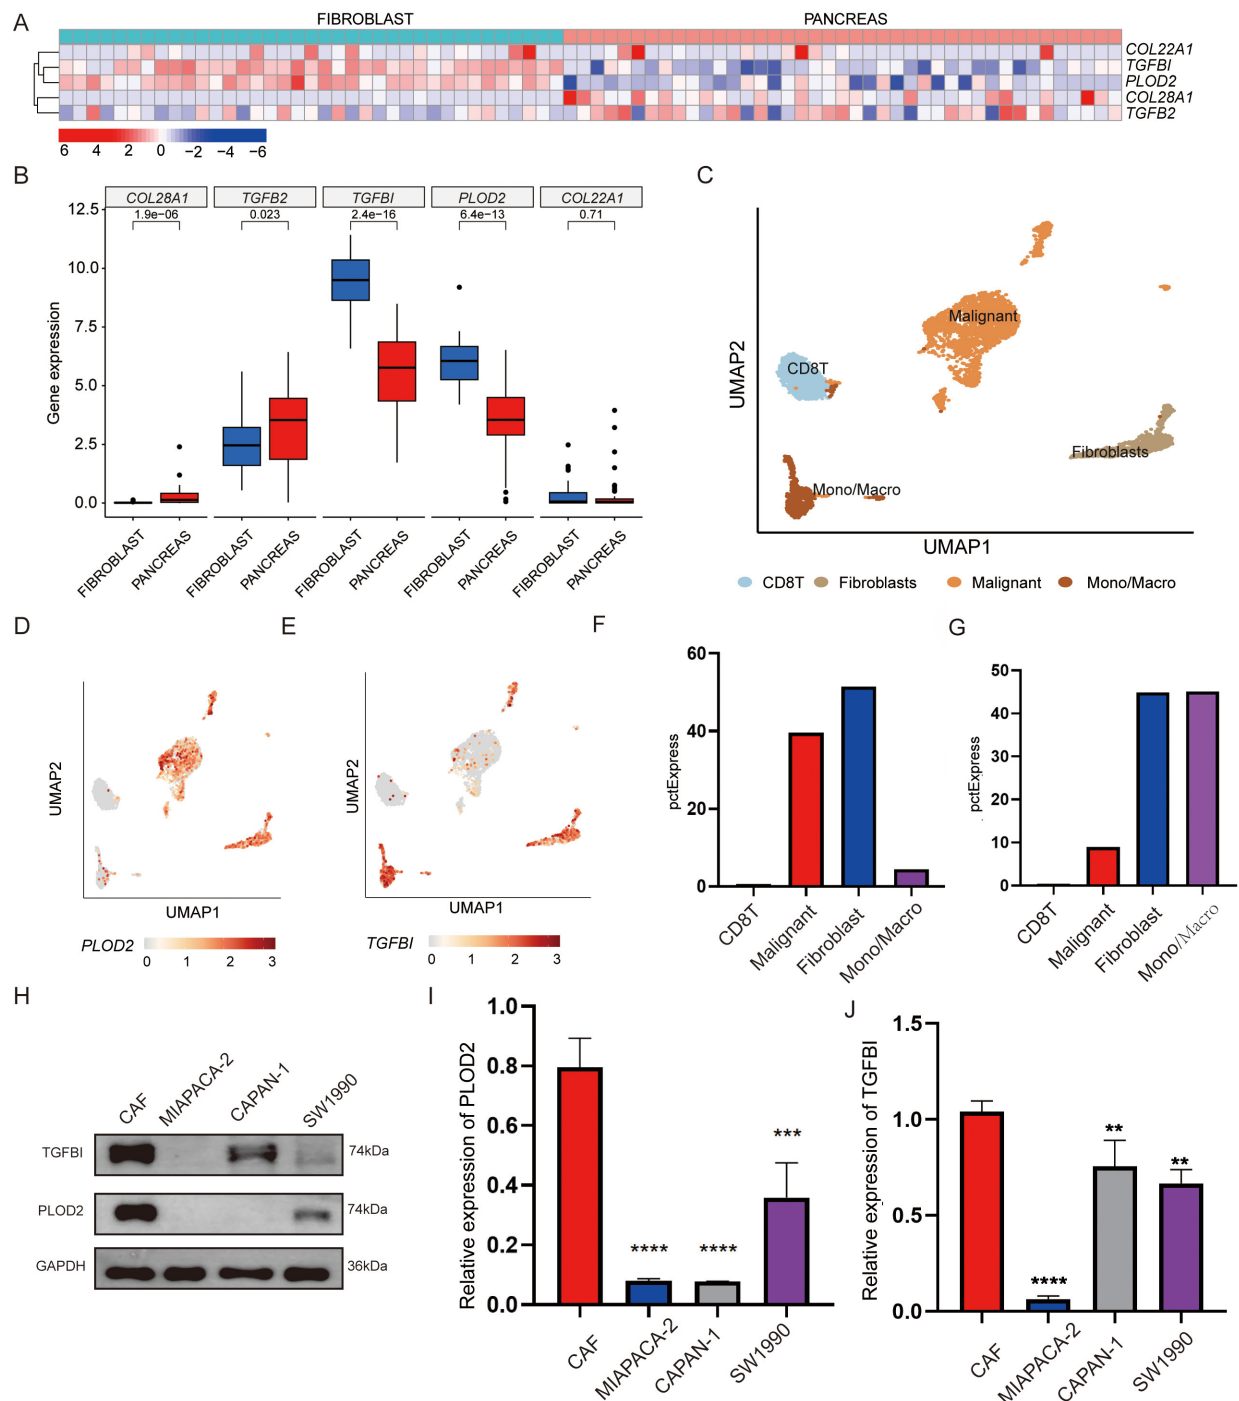 A
FIBROBLAST
PANCREAS
COL22A1
TGFBI
PLOD2
COL28A1
TGFB2
6 4 2 0 −2 −4 −6
B
COL28A1 TGFB2 TGFBI PLOD2 COL22A1
1.9e−06 0.023 2.4e−16 6.4e−13 0.71
Gene expression
12.5
10.0
7.5
5.0
2.5
0.0
FIBROBLAST PANCREAS FIBROBLAST PANCREAS FIBROBLAST PANCREAS FIBROBLAST PANCREAS FIBROBLAST PANCREAS
C
UMAP2
Malignant
CD8T
Fibroblasts
Mono/Macro
UMAP1
CD8T Fibroblasts Malignant Mono/Macro
D
UMAP2
UMAP1
PLOD2
0 1 2 3
E
UMAP2
UMAP1
TGFBI
0 1 2 3
F
pctExpress
60
40
20
0
CD8T Malignant Fibroblast Mono/Macro
G
pctExpress
50
40
30
20
10
0
CD8T Malignant Fibroblast Mono/Macro
H
CAF MIAPACA-2 CAPAN-1 SW1990
TGFBI 74kDa
PLOD2 74kDa
GAPDH 36kDa
I
Relative expression of PLOD2
1.0
0.8
0.6
0.4
0.2
0.0
**** **** ***
CAF MIAPACA-2 CAPAN-1 SW1990
J
Relative expression of TGFBI
1.5
1.0
0.5
0.0
**** ** **
CAF MIAPACA-2 CAPAN-1 SW1990